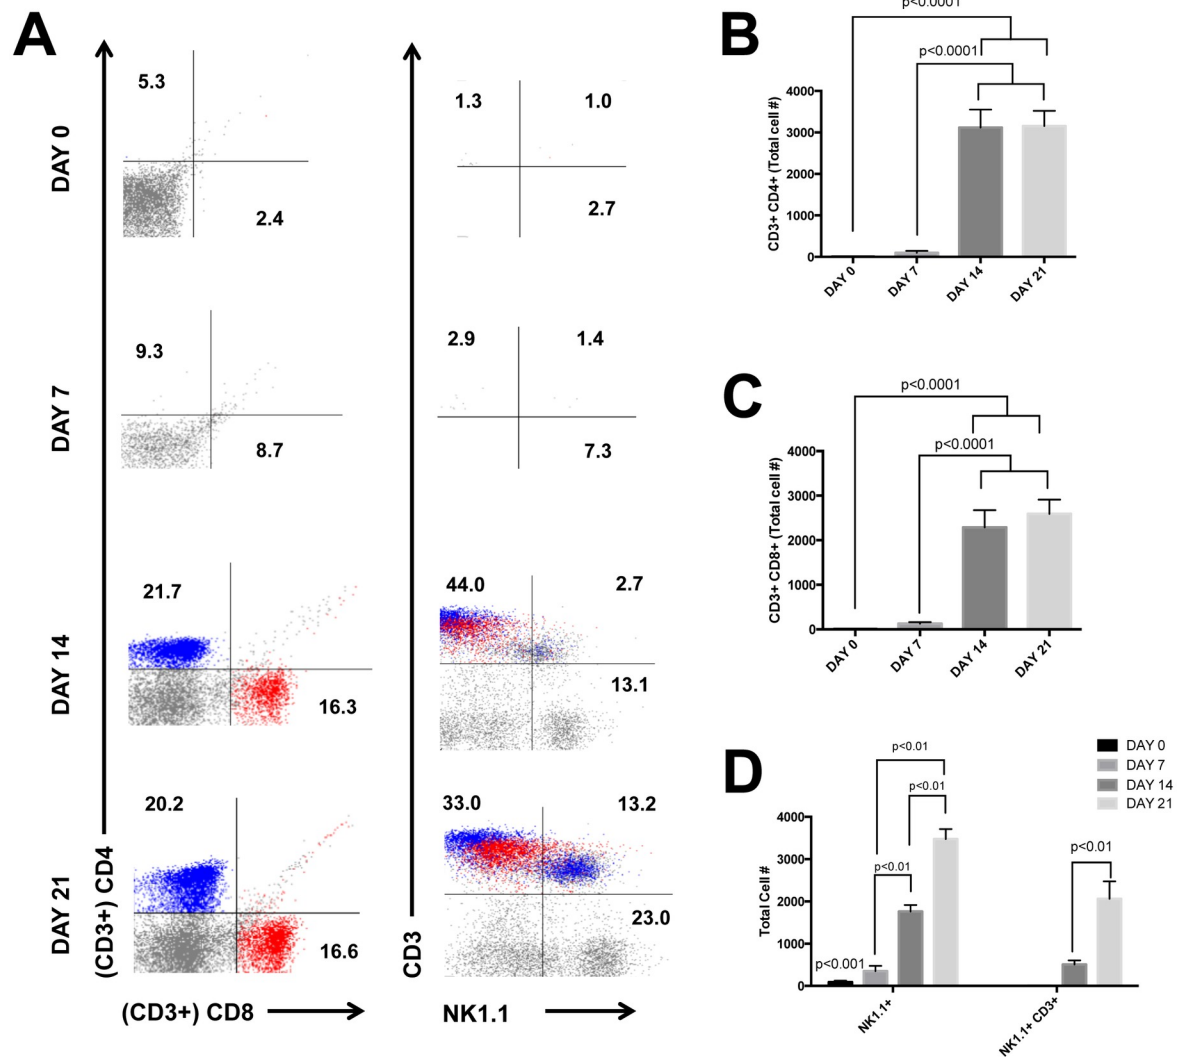 A
DAY 0
5.3
2.4
1.3
1.0
2.7
DAY 7
9.3
8.7
2.9
1.4
7.3
DAY 14
21.7
16.3
44.0
2.7
13.1
DAY 21
20.2
16.6
33.0
13.2
23.0
(CD3+) CD4
(CD3+) CD8
CD3
NK1.1
B
p<0.0001
p<0.0001
CD3+ CD4+ (Total cell #)
4000
3000
2000
1000
0
DAY 0
DAY 7
DAY 14
DAY 21
C
p<0.0001
p<0.0001
CD3+ CD8+ (Total cell #)
4000
3000
2000
1000
0
DAY 0
DAY 7
DAY 14
DAY 21
D
DAY 0
DAY 7
DAY 14
DAY 21
p<0.01
p<0.01
p<0.01
p<0.001
p<0.01
Total Cell #
4000
3000
2000
1000
0
NK1.1+
NK1.1+ CD3+